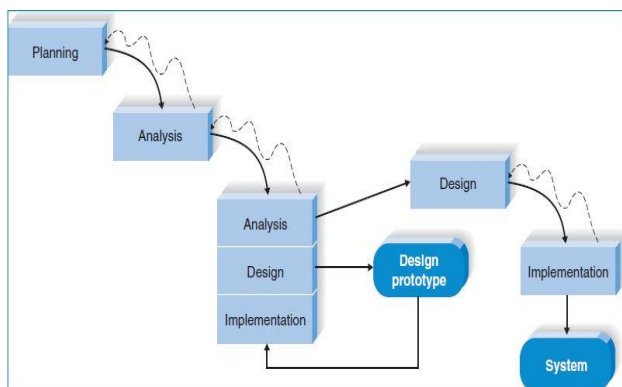 Planning
Analysis
Analysis
Design
Implementation
Design
prototype
Design
Implementation
System